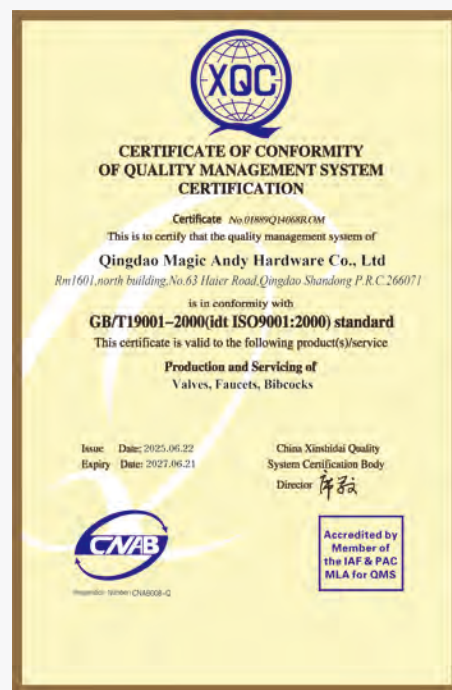 XQC
CERTIFICATE OF CONFORMITY
OF QUALITY MANAGEMENT SYSTEM
CERTIFICATION
Certificate No.01889Q14068ROM
This is to certify that the quality management system of
Qingdao Magic Andy Hardware Co., Ltd
Rm1601,north building,No.63 Haier Road,Qingdao Shandong P.R.C.266071
is in conformity with
GB/T19001-2000(idt ISO9001:2000) standard
This certificate is valid to the following product(s)/service
Production and Servicing of
Valves, Faucets, Bibcocks
Issue Date: 2025.06.22
Expiry Date: 2027.06.21
China Xinshidai Quality
System Certification Body
Director
CNAB
Number:CNAB008-Q
Accredited by
Member of
the IAF & PAC
MLA for QMS